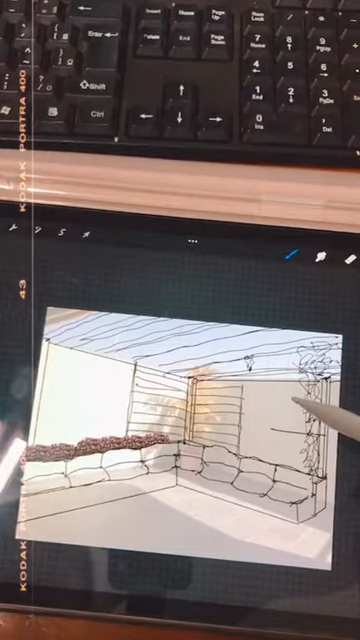 Insert
Home
Page
Up
Scroll
Lock
Delete
End
Page
Down
7
Home
8
9
PgUp
Enter
4
5
6
Shift
1
End
2
3
PgDn
Ctrl
0
Ins
Del
KODAK PORTRA 400
43
KODAK PORTRA 400